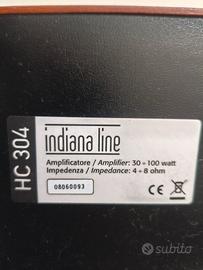 HC 304
indiana line
Amplificatore / Amplifier: 30 ÷ 100 watt
Impedenza / Impedance: 4 ÷ 8 ohm
08060093
CE
subito